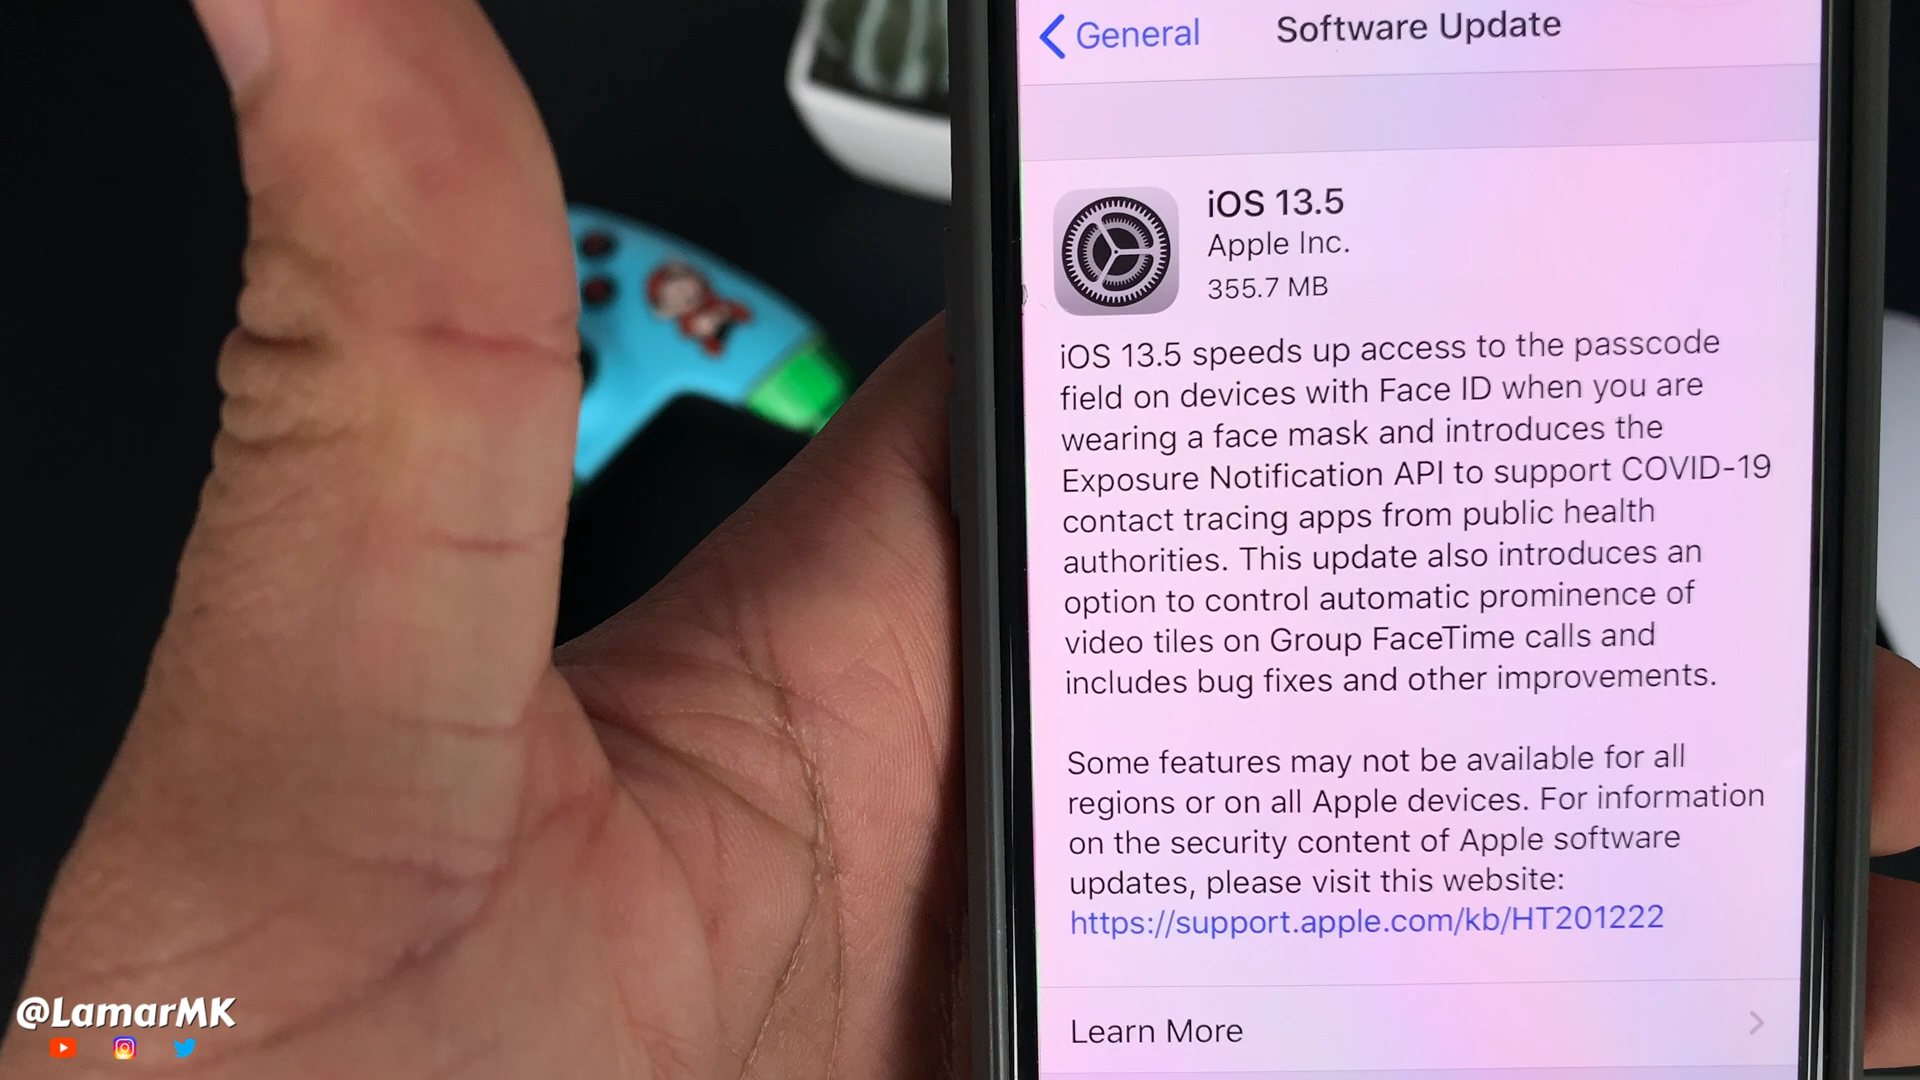 General
Software Update
iOS 13.5
Apple Inc.
355.7 MB
iOS 13.5 speeds up access to the passcode
field on devices with Face ID when you are
wearing a face mask and introduces the
Exposure Notification API to support COVID-19
contact tracing apps from public health
authorities. This update also introduces an
option to control automatic prominence of
video tiles on Group FaceTime calls and
includes bug fixes and other improvements.
Some features may not be available for all
regions or on all Apple devices. For information
on the security content of Apple software
updates, please visit this website:
https://support.apple.com/kb/HT201222
Learn More
@LamarMK